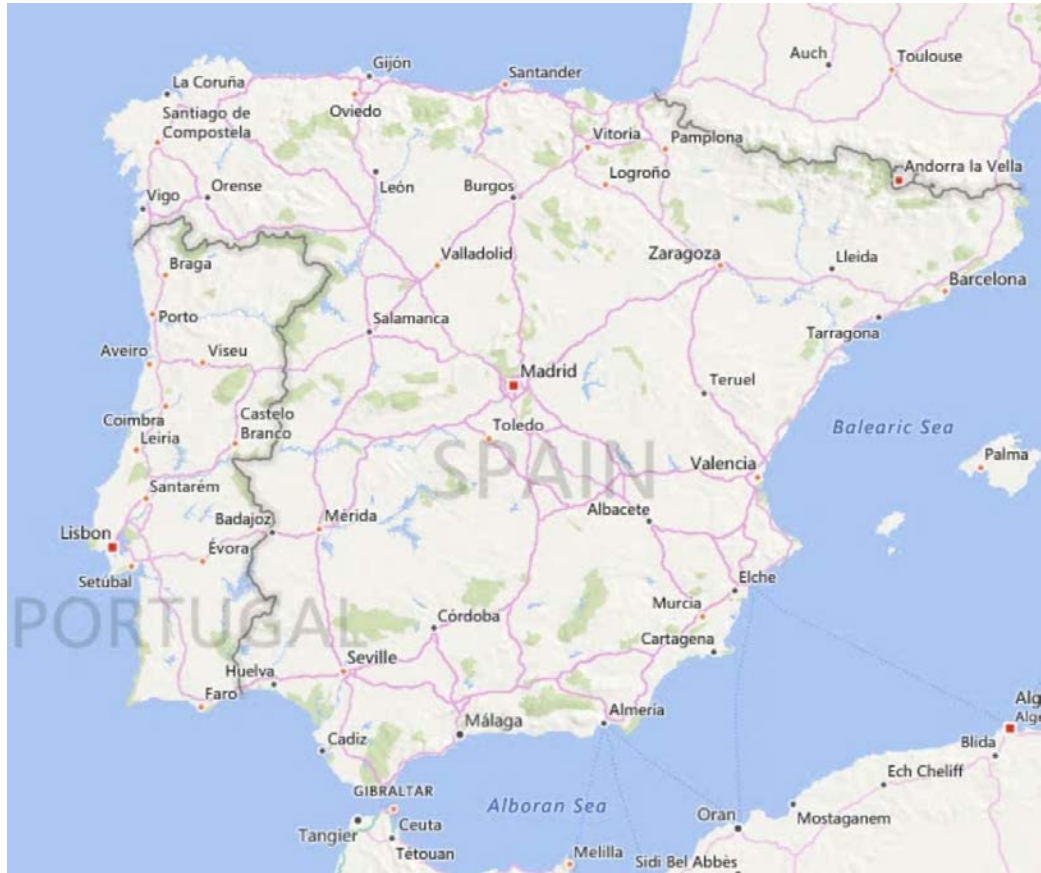 Auch
Toulouse
Gijón
La Coruña
Santander
Oviedo
Santiago de
Compostela
Vitoria
Pamplona
Andorra la Vella
León
Logroño
Burgos
Orense
Vigo
Valladolid
Zaragoza
Lleida
Braga
Barcelona
Porto
Salamanca
Tarragona
Aveiro
Viseu
Madrid
Teruel
Coimbra
Castelo
Branco
Toledo
Balearic Sea
Leiria
SPAIN
Valencia
Palma
Santarém
Badajoz
Mérida
Albacete
Lisbon
Évora
Setúbal
Elche
PORTUGAL
Murcia
Córdoba
Cartagena
Seville
Huelva
Faro
Almería
Alg
Málaga
Alge
Cadiz
Blida
Ech Cheliff
GIBRALTAR
Alboran Sea
Oran
Mostaganem
Tangier
Ceuta
Tétouan
Melilla
Sidi Bel Abbès